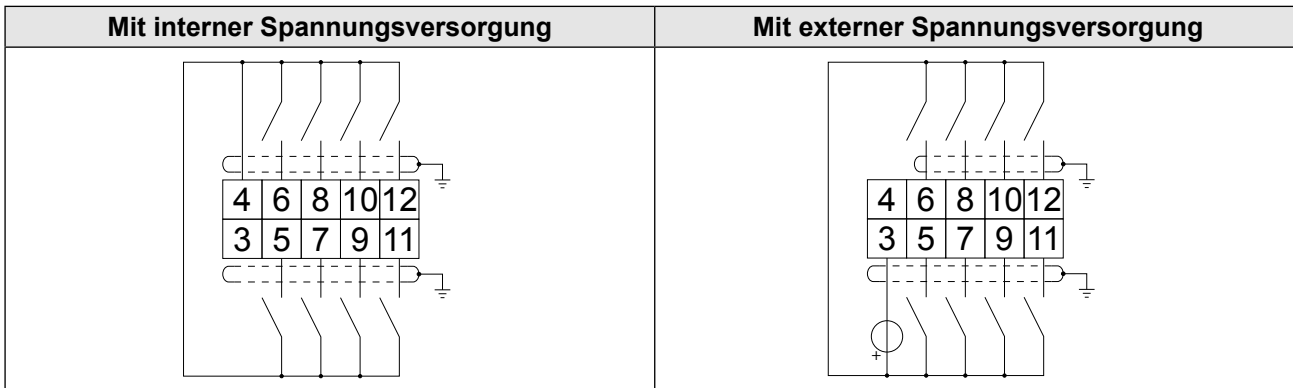 Mit interner Spannungsversorgung
Mit externer Spannungsversorgung
4 6 8 10 12
3 5 7 9 11
4 6 8 10 12
3 5 7 9 11
+